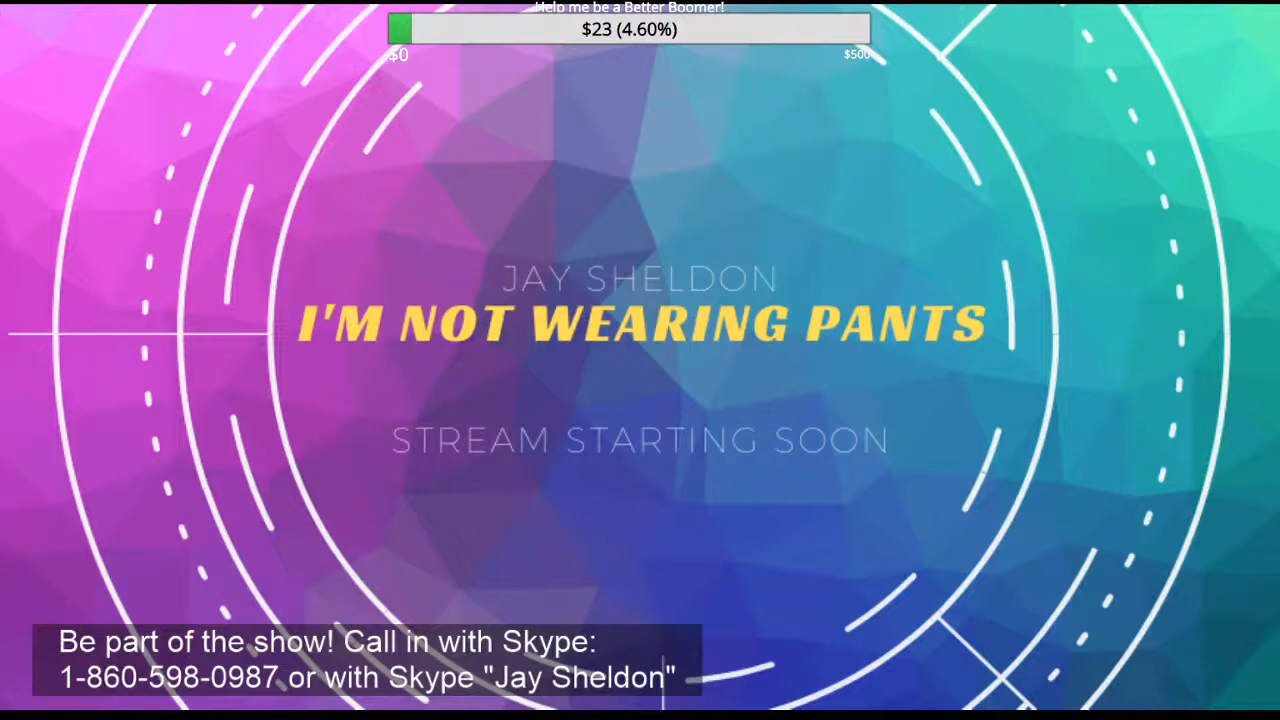 Help me be a Better Boomer!
$23 (4.60%)
$0
$500
JAY SHELDON
I'M NOT WEARING PANTS
STREAM STARTING SOON
Be part of the show! Call in with Skype:
1-860-598-0987 or with Skype "Jay Sheldon"